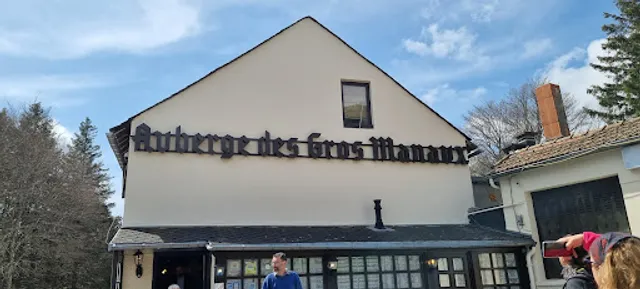 Auberge des Gros Manaux